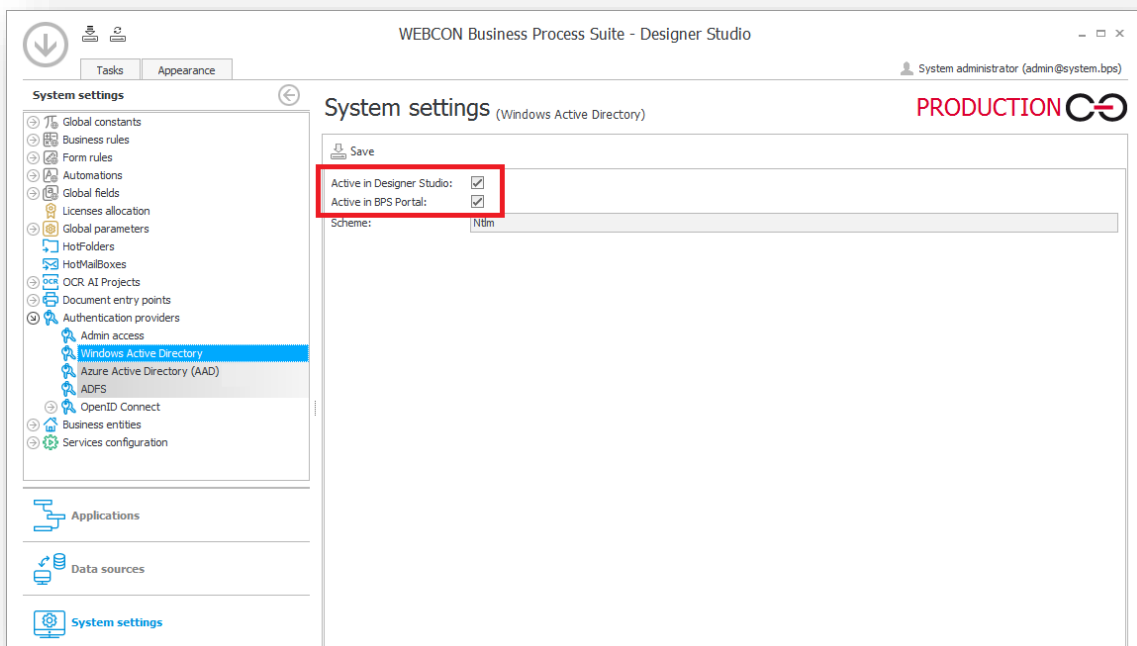 WEBCON Business Process Suite - Designer Studio
Tasks
Appearance
System administrator (admin@system.bps)
System settings
Global constants
Business rules
Form rules
Automations
Global fields
Licenses allocation
Global parameters
HotFolders
HotMailBoxes
OCR OCR AI Projects
Document entry points
Authentication providers
Admin access
Windows Active Directory
Azure Active Directory (AAD)
ADFS
OpenID Connect
Business entities
Services configuration
Applications
Data sources
System settings
System settings (Windows Active Directory)
PRODUCTION
Save
Active in Designer Studio:
Active in BPS Portal:
Scheme: Ntlm